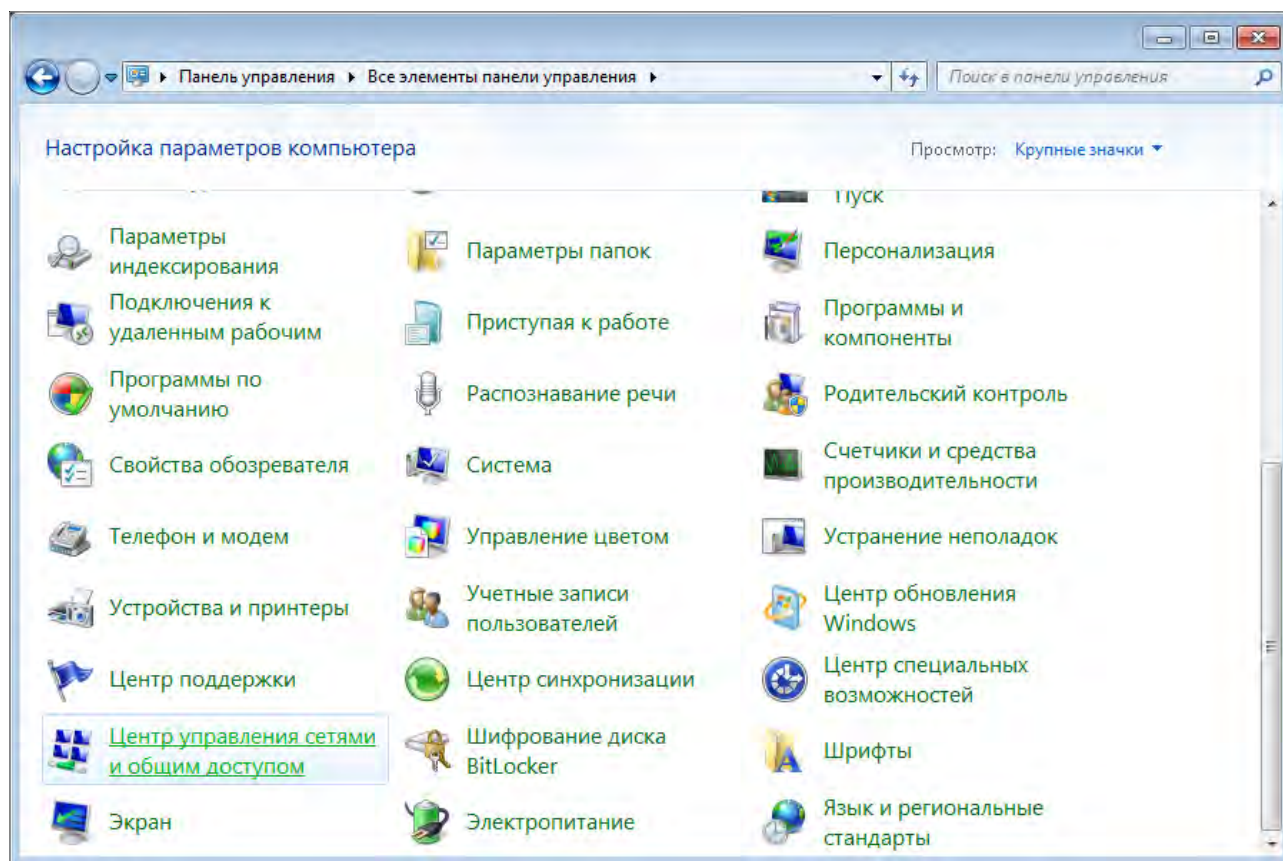 Панель управления ▸ Все элементы панели управления ▸
Поиск в панели управления
Настройка параметров компьютера
Просмотр: Крупные значки
Пуск
Параметры
индексирования
Параметры папок
Персонализация
Подключения к
удаленным рабочим
Приступая к работе
Программы и
компоненты
Программы по
умолчанию
Распознавание речи
Родительский контроль
Свойства обозревателя
Система
Счетчики и средства
производительности
Телефон и модем
Управление цветом
Устранение неполадок
Устройства и принтеры
Учетные записи
пользователей
Центр обновления
Windows
Центр поддержки
Центр синхронизации
Центр специальных
возможностей
Центр управления сетями
и общим доступом
Шифрование диска
BitLocker
Шрифты
Экран
Электропитание
Язык и региональные
стандарты